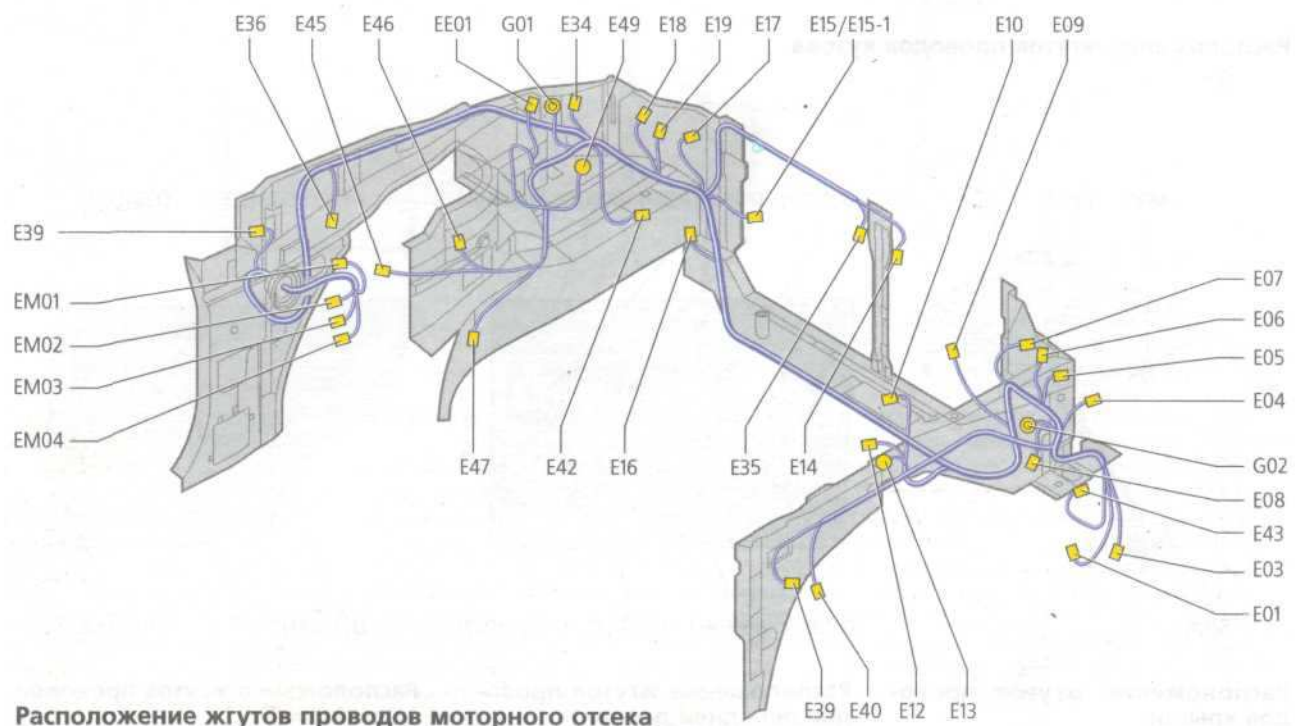 E36 E45 E46 EE01 G01 E34 E49 E18 E19 E17 E15/E15-1 E10 E09
E39
EM01
EM02
EM03
EM04
E07
E06
E05
E04
G02
E08
E43
E03
E01
E47 E42 E16 E35 E14
E39 E40 E12 E13
Расположение жгутов проводов моторного отсека